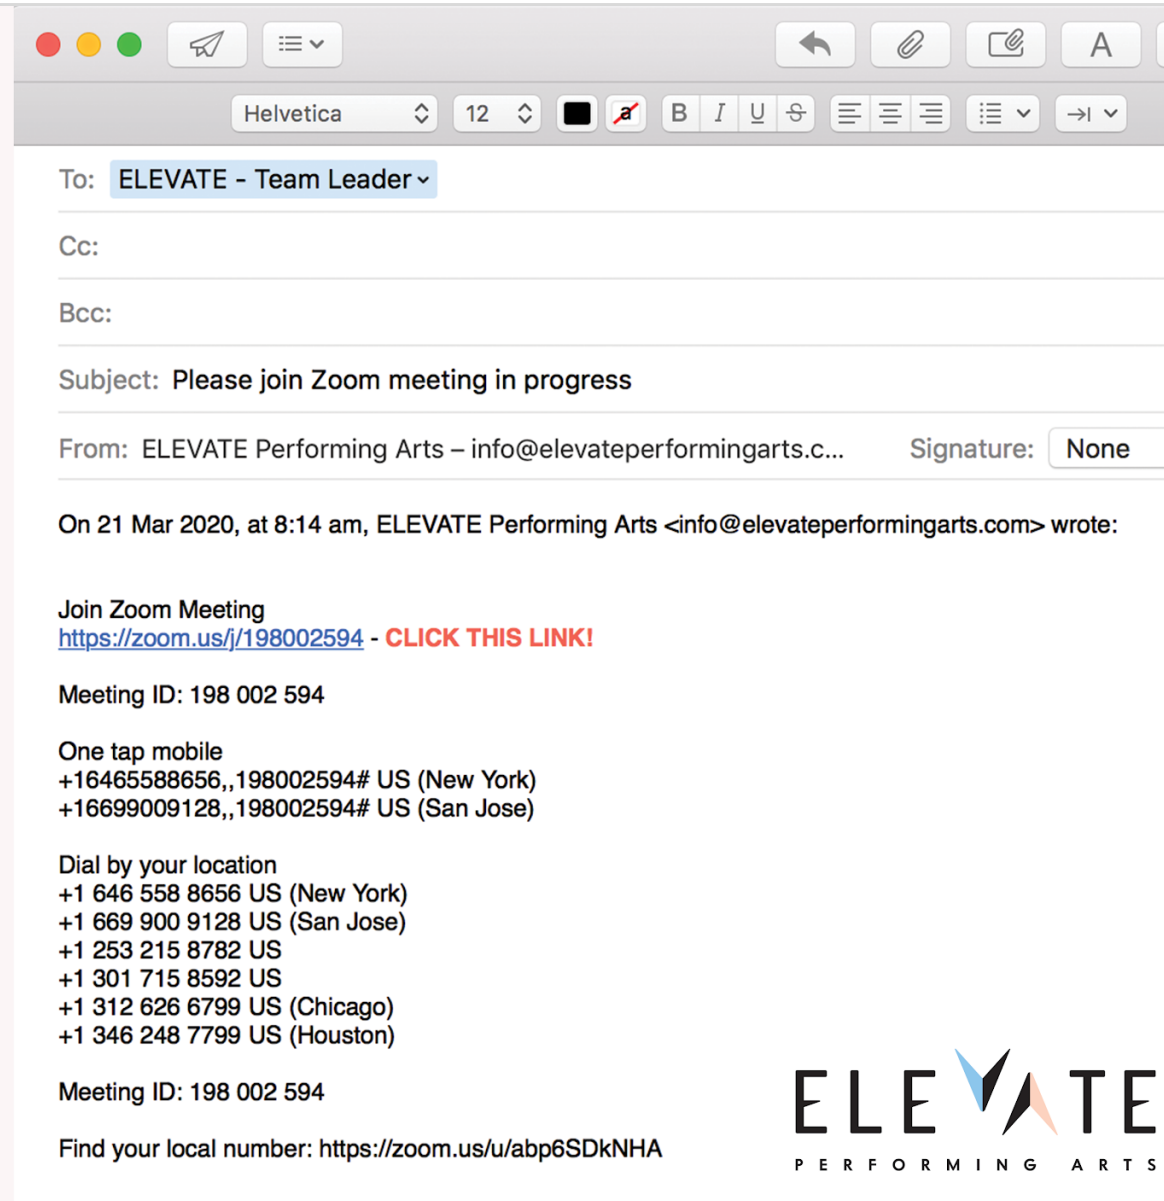 Helvetica 12 a B I U S
A
To: ELEVATE - Team Leader
Cc:
Bcc:
Subject: Please join Zoom meeting in progress
From: ELEVATE Performing Arts – info@elevateperformingarts.c... Signature: None
On 21 Mar 2020, at 8:14 am, ELEVATE Performing Arts <info@elevateperformingarts.com> wrote:
Join Zoom Meeting
https://zoom.us/j/198002594 - CLICK THIS LINK!
Meeting ID: 198 002 594
One tap mobile
+16465588656,,198002594# US (New York)
+16699009128,,198002594# US (San Jose)
Dial by your location
+1 646 558 8656 US (New York)
+1 669 900 9128 US (San Jose)
+1 253 215 8782 US
+1 301 715 8592 US
+1 312 626 6799 US (Chicago)
+1 346 248 7799 US (Houston)
Meeting ID: 198 002 594
Find your local number: https://zoom.us/u/abp6SDkNHA
ELEVATE
PERFORMING ARTS